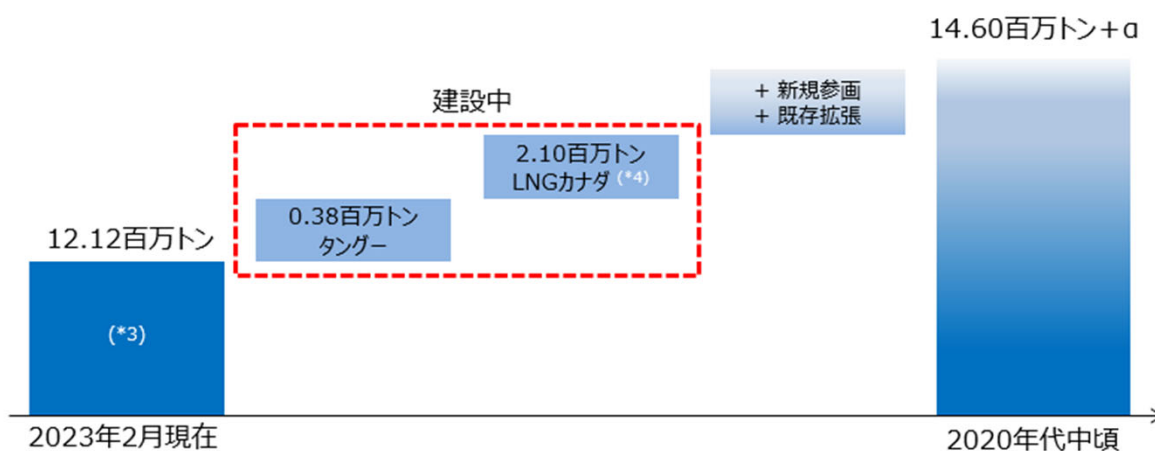 14.60百万トン+α
+ 新規参画
+ 既存拡張
建設中
2.10百万トン
LNGカナダ (*4)
0.38百万トン
タングー
12.12百万トン
(*3)
2023年2月現在
2020年代中頃